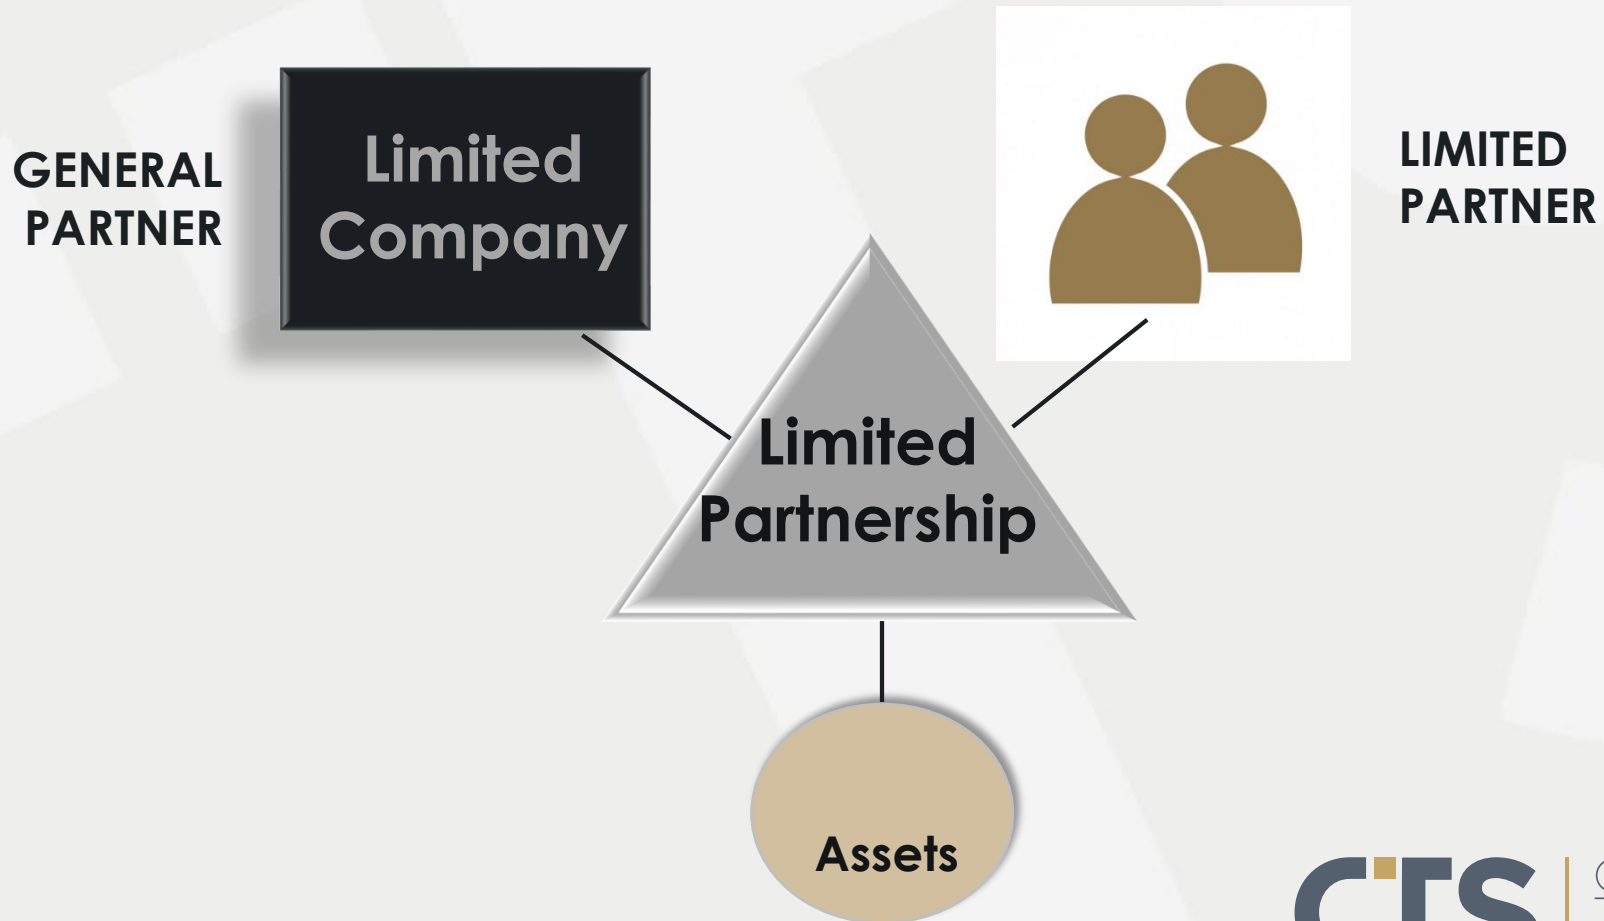 GENERAL
PARTNER
Limited
Company
LIMITED
PARTNER
Limited
Partnership
Assets
CTS